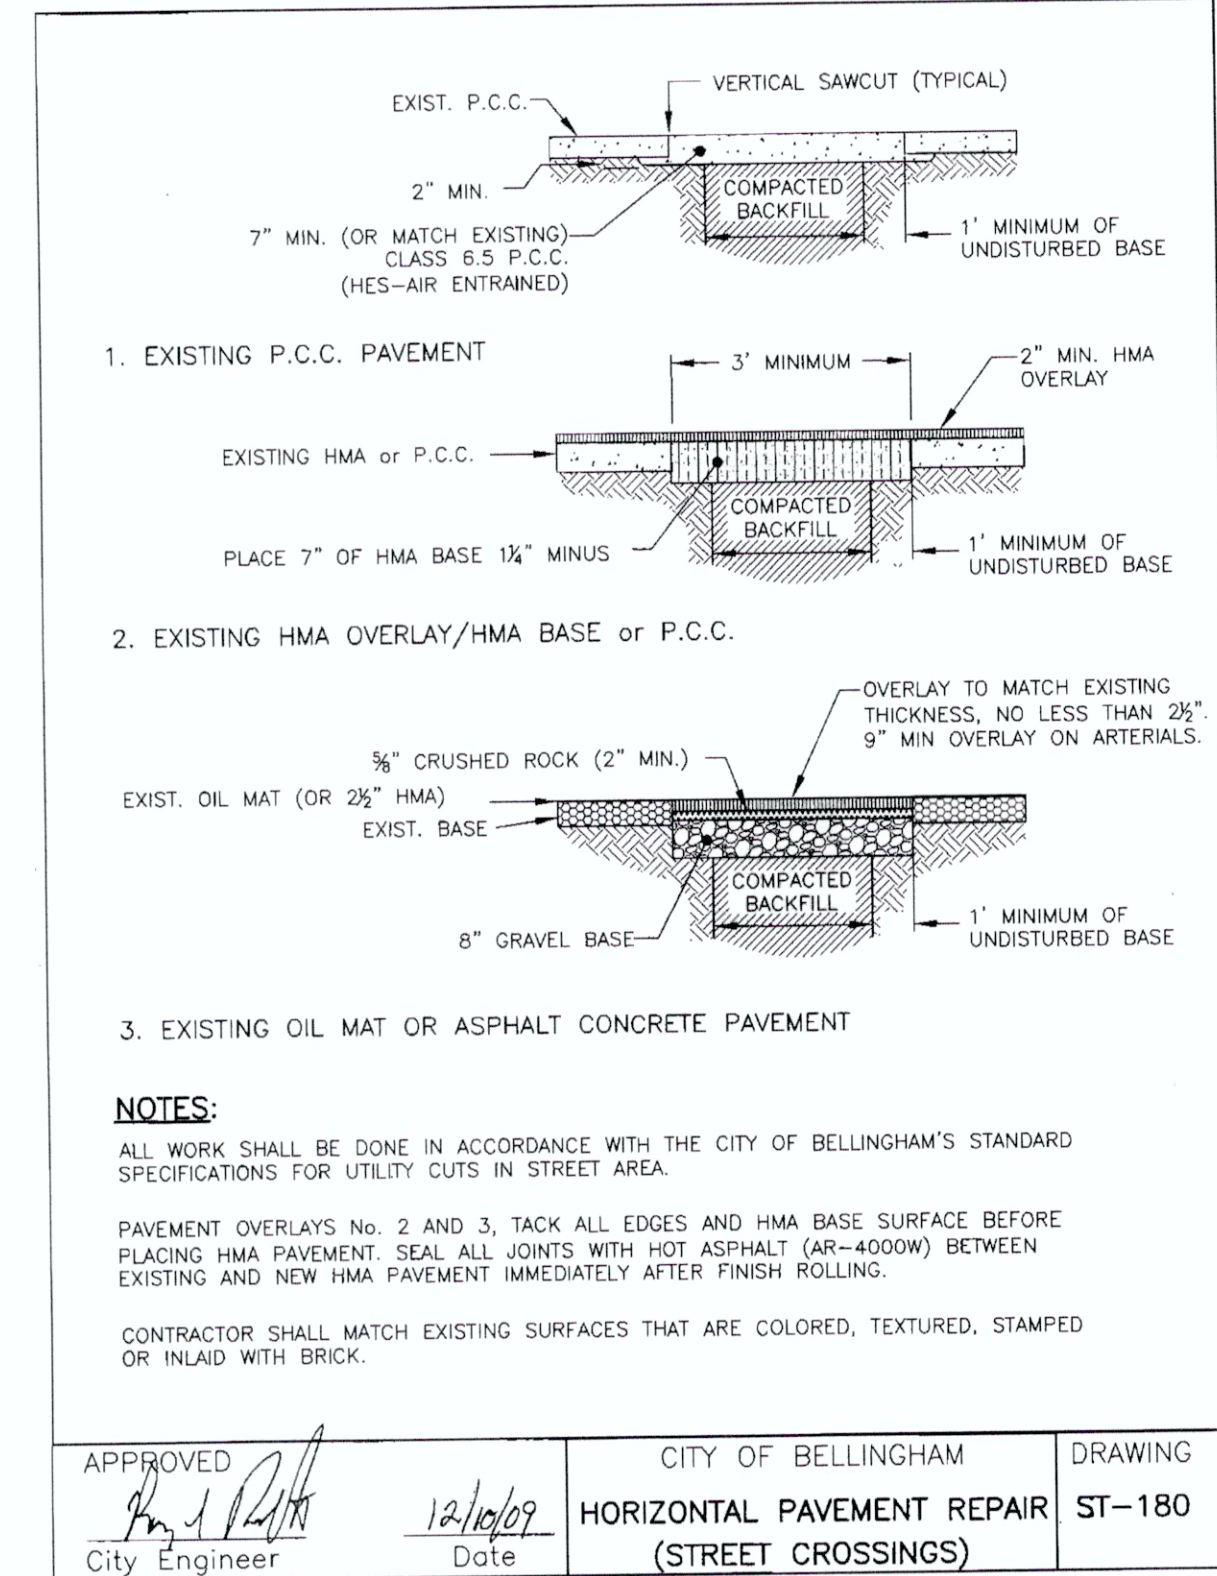 VERTICAL SAWCUT (TYPICAL)
EXIST. P.C.C.
2" MIN.
COMPACTED
BACKFILL
7" MIN. (OR MATCH EXISTING)
CLASS 6.5 P.C.C.
(HES-AIR ENTRAINED)
1' MINIMUM OF
UNDISTURBED BASE
1. EXISTING P.C.C. PAVEMENT
3' MINIMUM
2" MIN. HMA
OVERLAY
EXISTING HMA or P.C.C.
COMPACTED
BACKFILL
PLACE 7" OF HMA BASE 1¼" MINUS
1' MINIMUM OF
UNDISTURBED BASE
2. EXISTING HMA OVERLAY/HMA BASE or P.C.C.
OVERLAY TO MATCH EXISTING
THICKNESS, NO LESS THAN 2½".
9" MIN OVERLAY ON ARTERIALS.
⅝" CRUSHED ROCK (2" MIN.)
EXIST. OIL MAT (OR 2½" HMA)
EXIST. BASE
COMPACTED
BACKFILL
8" GRAVEL BASE
1' MINIMUM OF
UNDISTURBED BASE
3. EXISTING OIL MAT OR ASPHALT CONCRETE PAVEMENT
NOTES:
ALL WORK SHALL BE DONE IN ACCORDANCE WITH THE CITY OF BELLINGHAM'S STANDARD
SPECIFICATIONS FOR UTILITY CUTS IN STREET AREA.
PAVEMENT OVERLAYS No. 2 AND 3, TACK ALL EDGES AND HMA BASE SURFACE BEFORE
PLACING HMA PAVEMENT. SEAL ALL JOINTS WITH HOT ASPHALT (AR-4000W) BETWEEN
EXISTING AND NEW HMA PAVEMENT IMMEDIATELY AFTER FINISH ROLLING.
CONTRACTOR SHALL MATCH EXISTING SURFACES THAT ARE COLORED, TEXTURED, STAMPED
OR INLAID WITH BRICK.
APPROVED
City Engineer
12/10/09
Date
CITY OF BELLINGHAM
HORIZONTAL PAVEMENT REPAIR
(STREET CROSSINGS)
DRAWING
ST-180